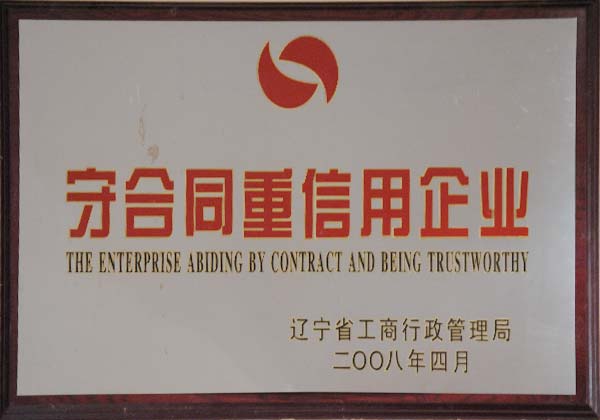 守合同重信用企业
THE ENTERPRISE ABIDING BY CONTRACT AND BEING TRUSTWORTHY
辽宁省工商行政管理局
二〇〇八年四月